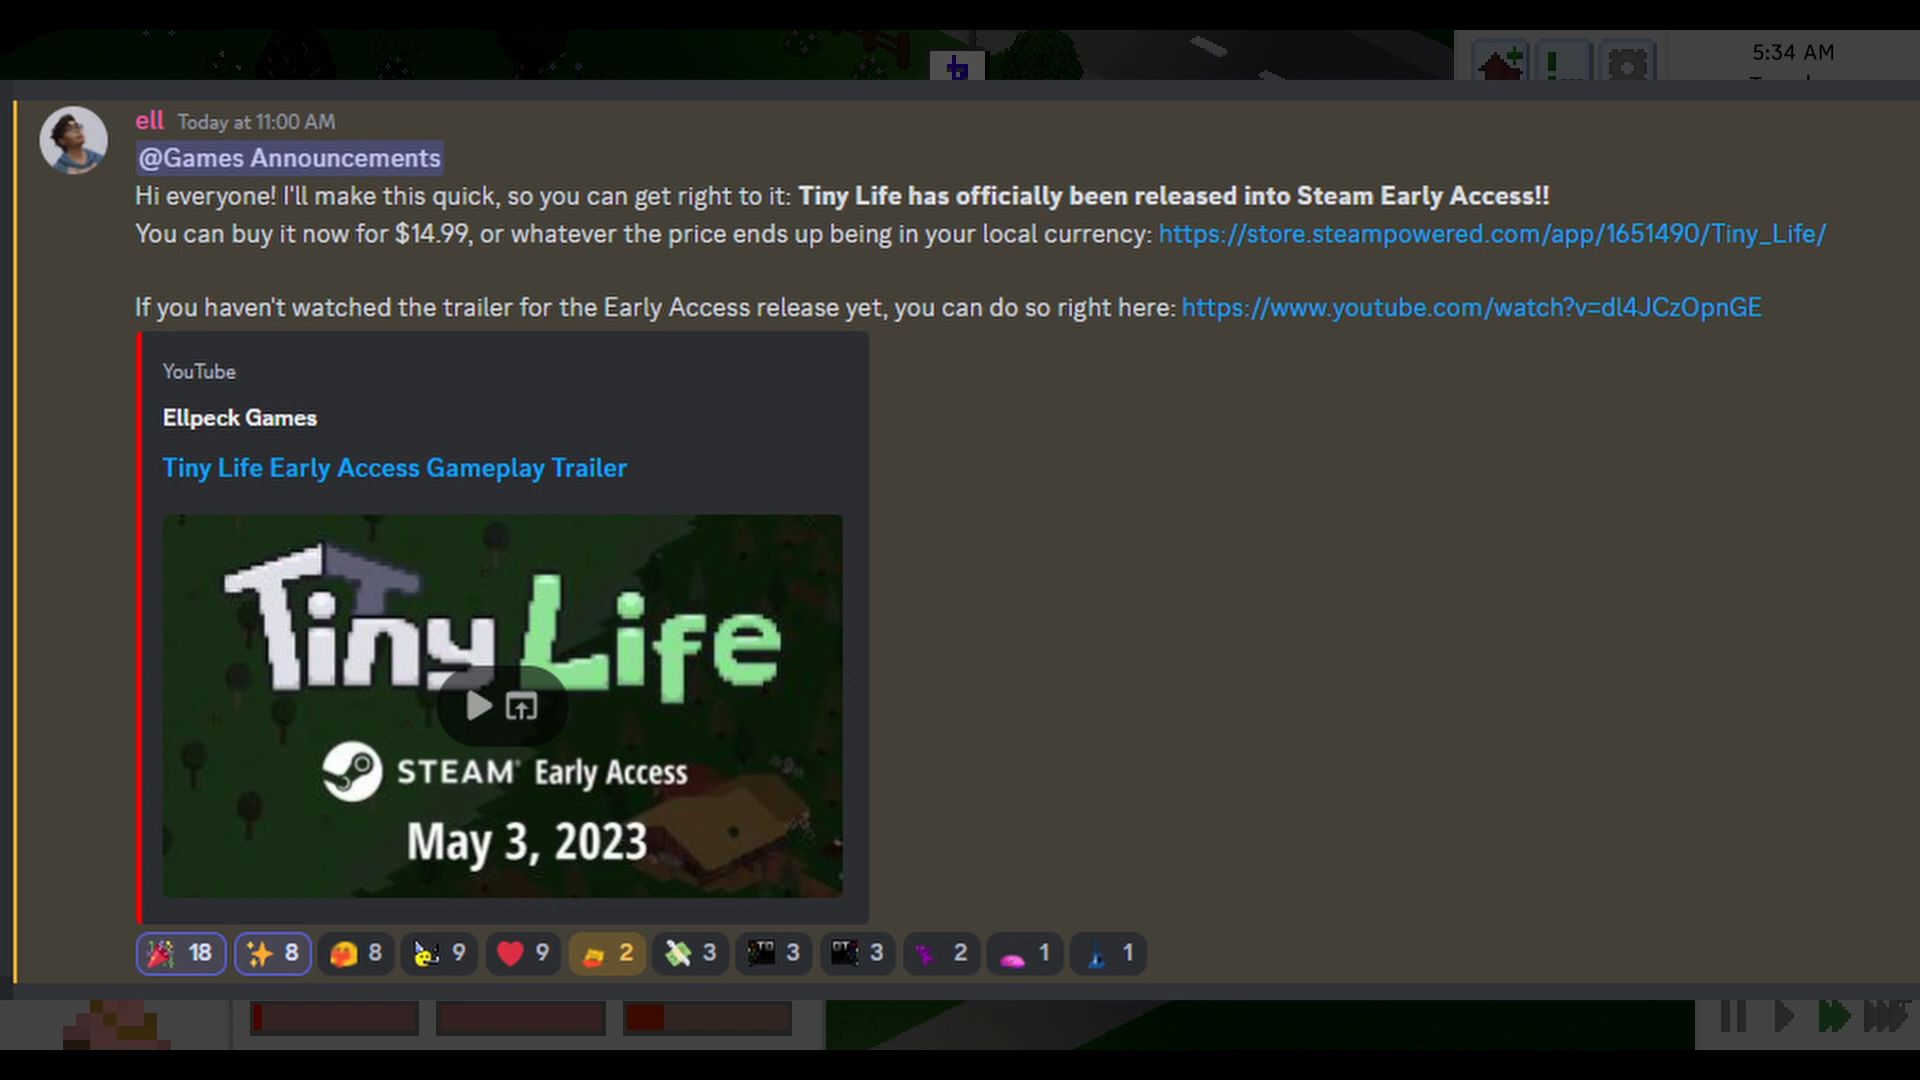 5:34 AM
ell Today at 11:00 AM
@Games Announcements
Hi everyone! I'll make this quick, so you can get right to it: Tiny Life has officially been released into Steam Early Access!!
You can buy it now for $14.99, or whatever the price ends up being in your local currency: https://store.steampowered.com/app/1651490/Tiny_Life/
If you haven't watched the trailer for the Early Access release yet, you can do so right here: https://www.youtube.com/watch?v=dl4JCzOpnGE
YouTube
Ellpeck Games
Tiny Life Early Access Gameplay Trailer
Tiny Life
STEAM Early Access
May 3, 2023
18 8 8 9 9 2 3 3 3 2 1 1